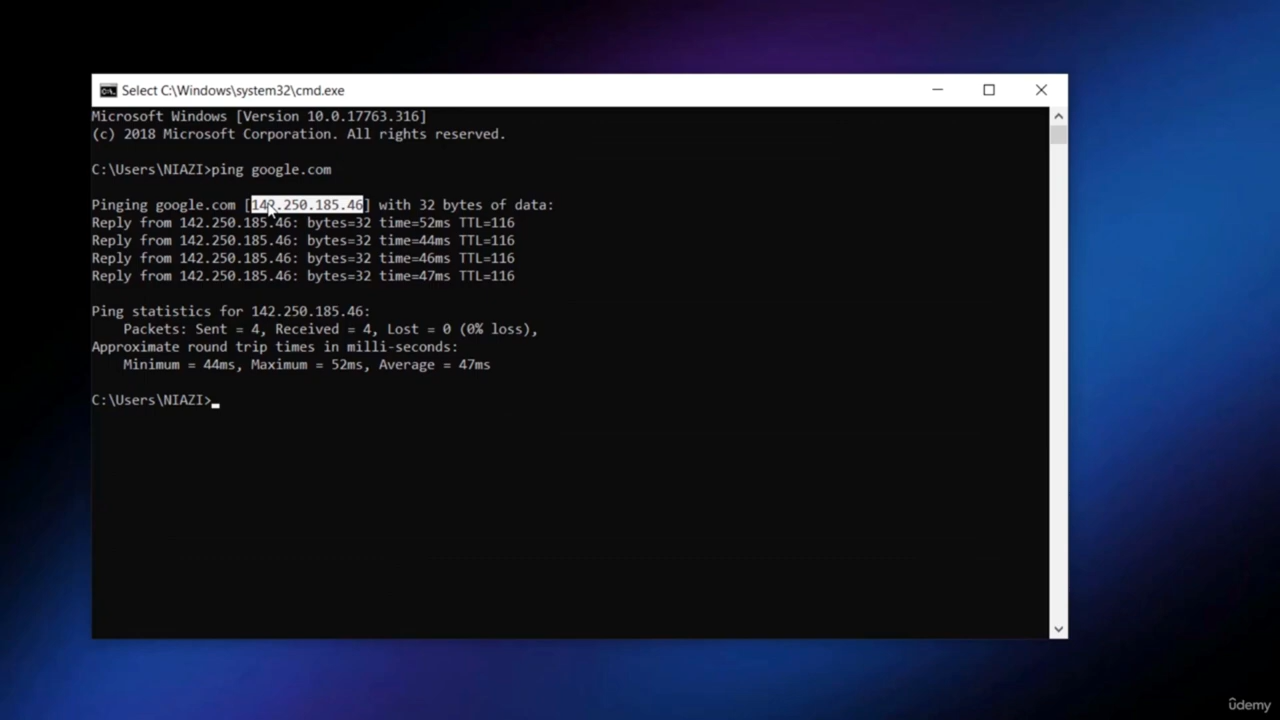 Select C:\Windows\system32\cmd.exe
Microsoft Windows [Version 10.0.17763.316]
(c) 2018 Microsoft Corporation. All rights reserved.
C:\Users\NIAZI>ping google.com
Pinging google.com [142.250.185.46] with 32 bytes of data:
Reply from 142.250.185.46: bytes=32 time=52ms TTL=116
Reply from 142.250.185.46: bytes=32 time=44ms TTL=116
Reply from 142.250.185.46: bytes=32 time=46ms TTL=116
Reply from 142.250.185.46: bytes=32 time=47ms TTL=116
Ping statistics for 142.250.185.46:
    Packets: Sent = 4, Received = 4, Lost = 0 (0% loss),
Approximate round trip times in milli-seconds:
    Minimum = 44ms, Maximum = 52ms, Average = 47ms
C:\Users\NIAZI>_
ûdemy